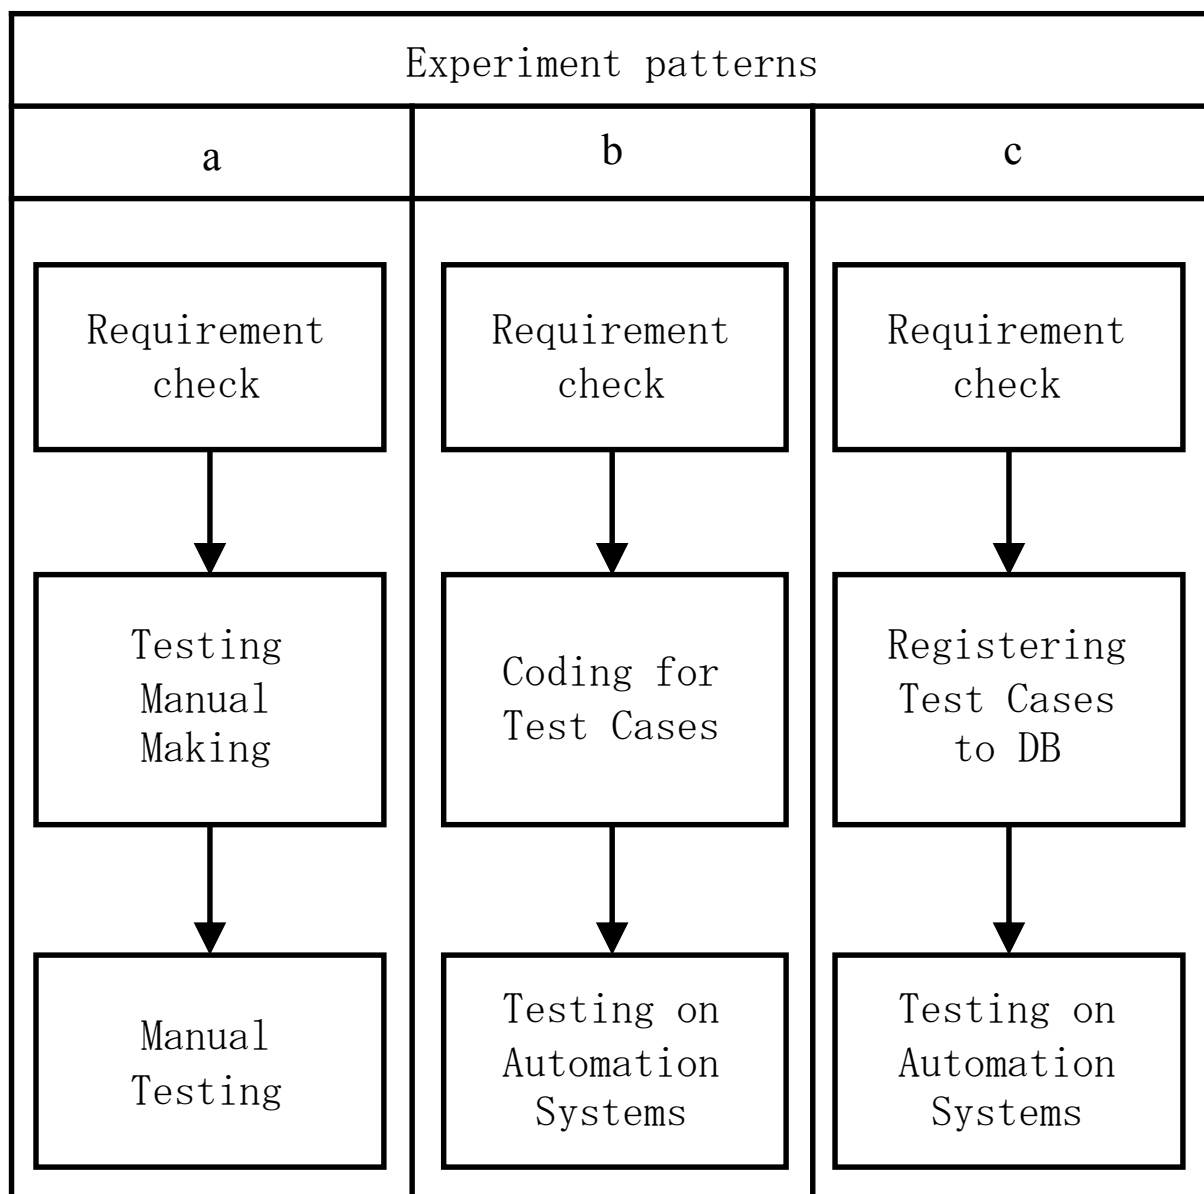 Experiment patterns
a
b
c
Requirement
check
Testing
Manual
Making
Manual
Testing
Requirement
check
Coding for
Test Cases
Testing on
Automation
Systems
Requirement
check
Registering
Test Cases
to DB
Testing on
Automation
Systems